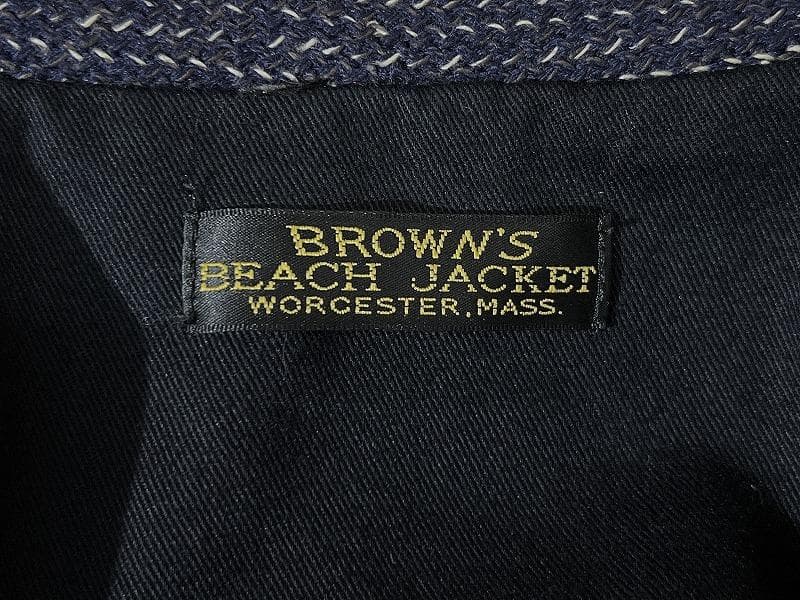 BROWN'S
BEACH JACKET
WORCESTER, MASS.